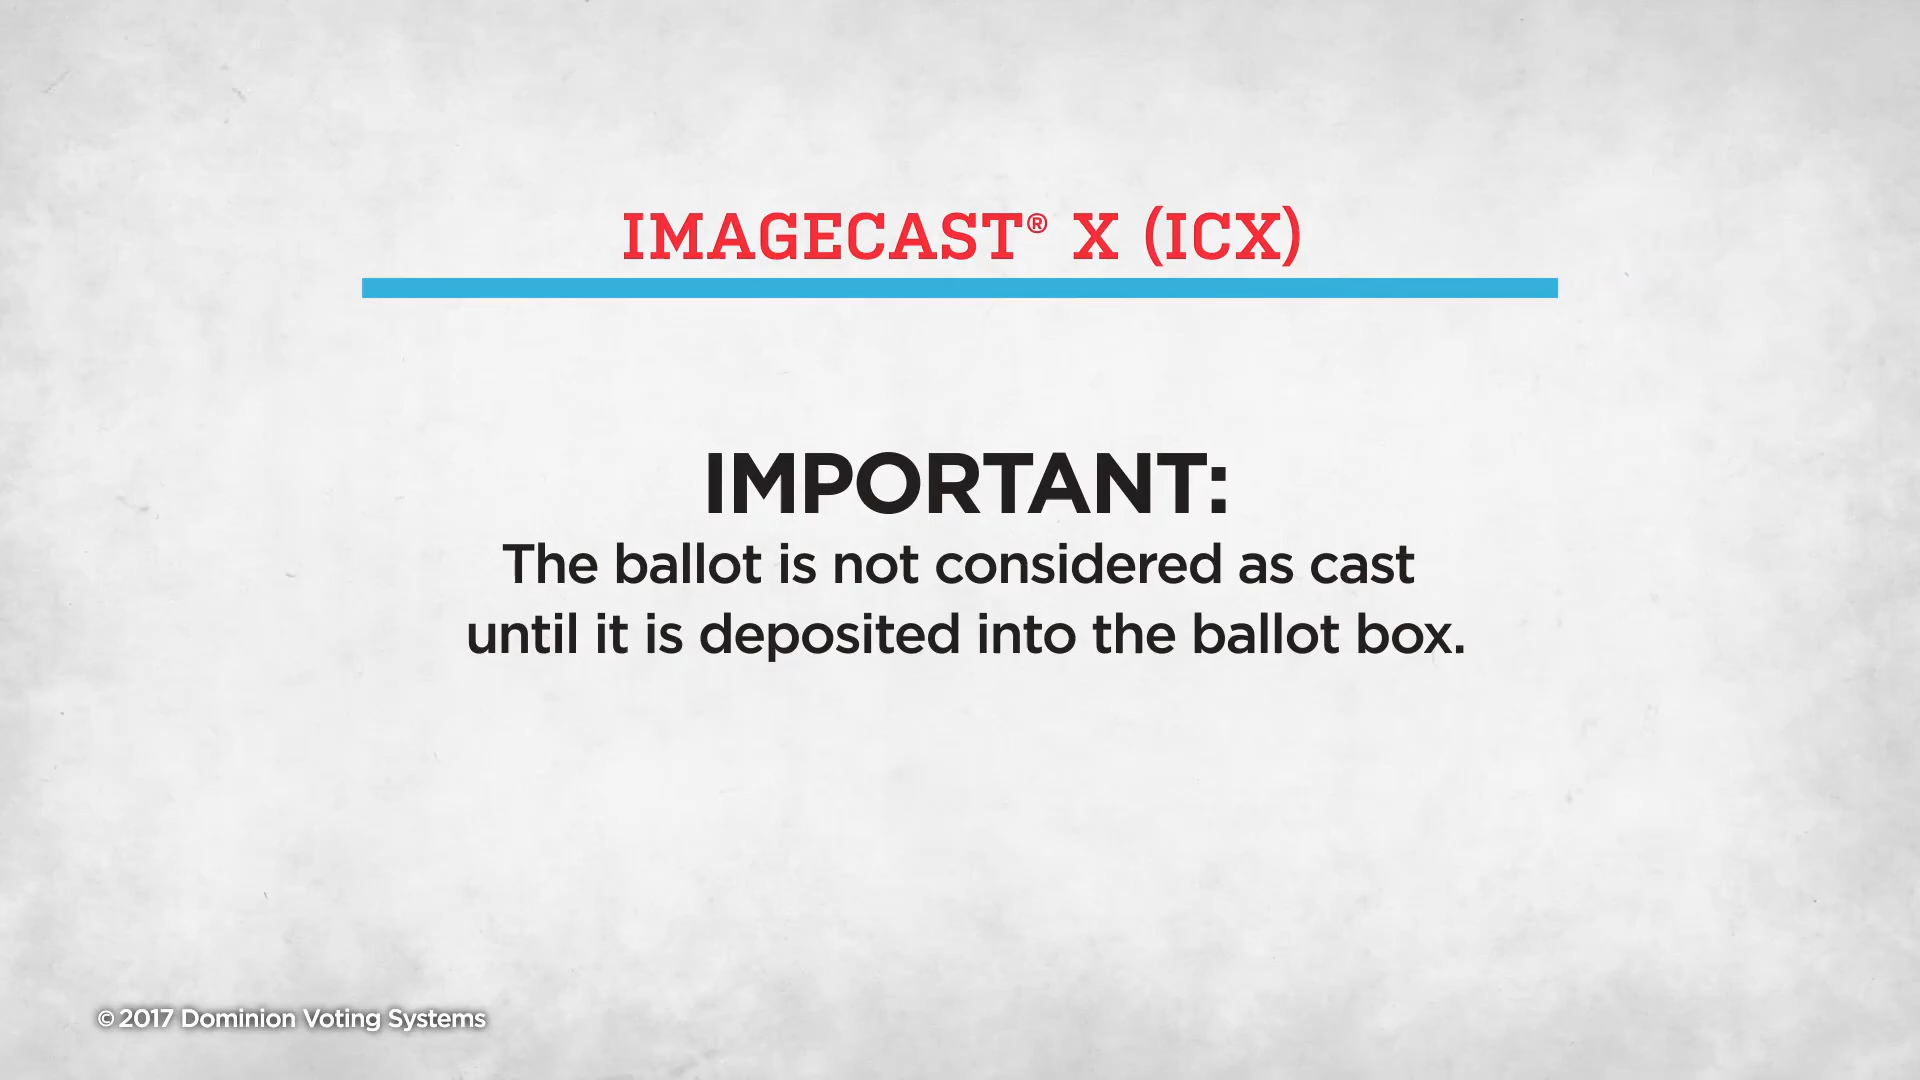 IMAGECAST® X (ICX)
IMPORTANT:
The ballot is not considered as cast
until it is deposited into the ballot box.
© 2017 Dominion Voting Systems